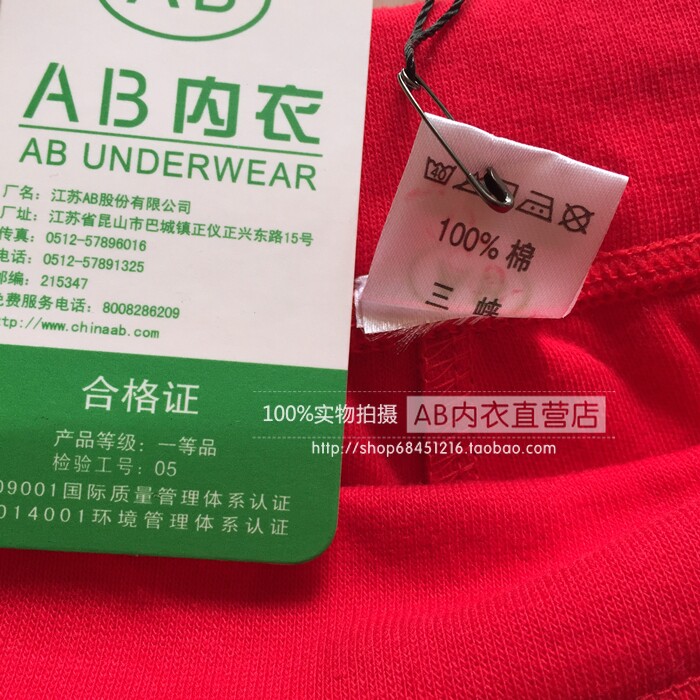 AB
AB内衣
AB UNDERWEAR
厂名：江苏AB股份有限公司
厂址：江苏省昆山市巴城镇正仪正兴东路15号
传真：0512-57896016
电话：0512-57891325
邮编：215347
免费服务电话：8008286209
http://www.chinaab.com
合格证
产品等级：一等品
检验工号：05
09001国际质量管理体系认证
014001环境管理体系认证
100% 棉
三峡
100%实物拍摄 AB内衣直营店
http://shop68451216.taobao.com